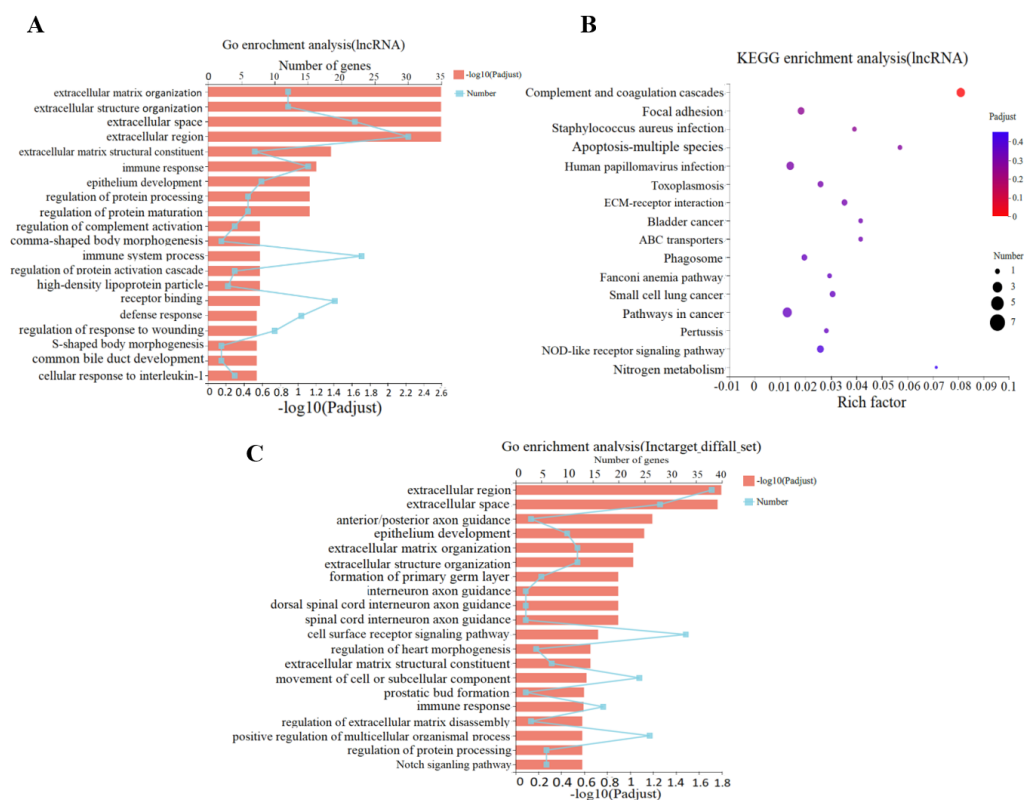 A
Go enrochment analysis(lncRNA)
Number of genes
0 5 10 15 20 25 30 35
-log10(Padjust)
Number
extracellular matrix organization
extracellular structure organization
extracellular space
extracellular region
extracellular matrix structural constituent
immune response
epithelium development
regulation of protein processing
regulation of protein maturation
regulation of complement activation
comma-shaped body morphogenesis
immune system process
regulation of protein activation cascade
high-density lipoprotein particle
receptor binding
defense response
regulation of response to wounding
S-shaped body morphogenesis
common bile duct development
cellular response to interleukin-1
0 0.2 0.4 0.6 0.8 1 1.2 1.4 1.6 1.8 2 2.2 2.4 2.6
-log10(Padjust)
B
KEGG enrichment analysis(lncRNA)
Complement and coagulation cascades
Focal adhesion
Staphylococcus aureus infection
Apoptosis-multiple species
Human papillomavirus infection
Toxoplasmosis
ECM-receptor interaction
Bladder cancer
ABC transporters
Phagosome
Fanconi anemia pathway
Small cell lung cancer
Pathways in cancer
Pertussis
NOD-like receptor signaling pathway
Nitrogen metabolism
-0.01 0 0.01 0.02 0.03 0.04 0.05 0.06 0.07 0.08 0.09 0.1
Rich factor
Padjust
0.4
0.3
0.2
0.1
0
Number
1
3
5
7
C
Go enrichment analysis(lnctarget_diffall_set)
Number of genes
0 5 10 15 20 25 30 35 40
-log10(Padjust)
Number
extracellular region
extracellular space
anterior/posterior axon guidance
epithelium development
extracellular matrix organization
extracellular structure organization
formation of primary germ layer
interneuron axon guidance
dorsal spinal cord interneuron axon guidance
spinal cord interneuron axon guidance
cell surface receptor signaling pathway
regulation of heart morphogenesis
extracellular matrix structural constituent
movement of cell or subcellular component
prostatic bud formation
immune response
regulation of extracellular matrix disassembly
positive regulation of multicellular organismal process
regulation of protein processing
Notch siganling pathway
0 0.2 0.4 0.6 0.8 1 1.2 1.4 1.6 1.8
-log10(Padjust)